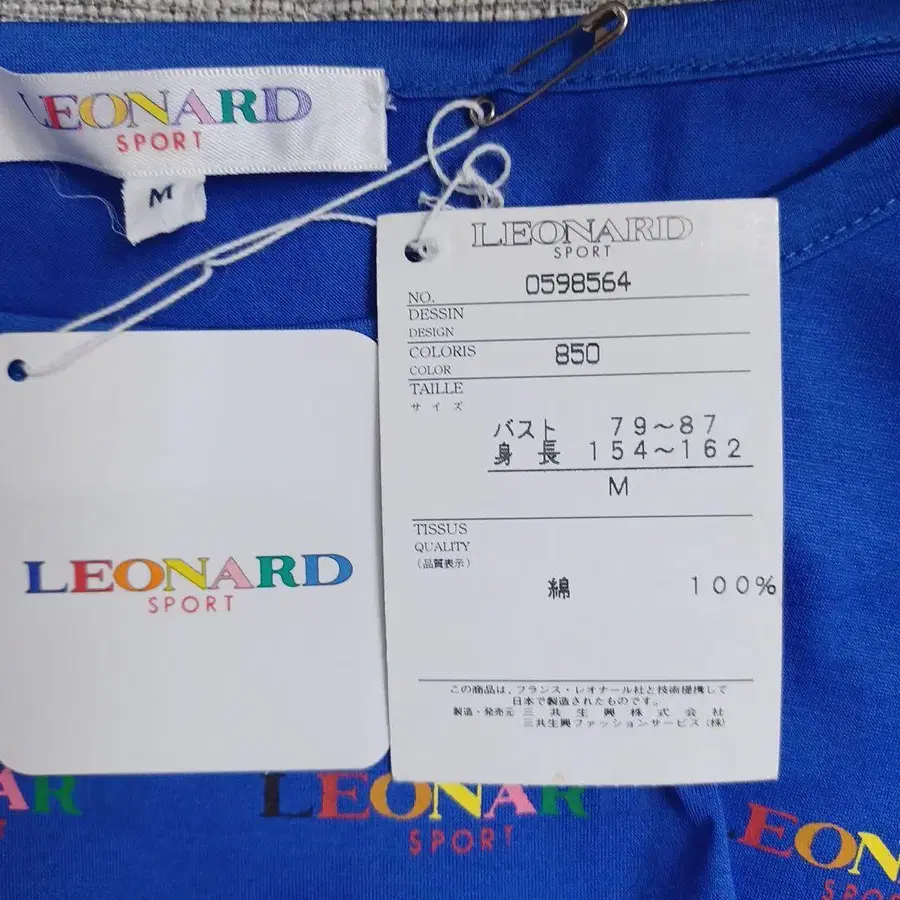 LEONARD
SPORT
M
LEONARD
SPORT
NO. 0598564
DESSIN
DESIGN
COLORIS
COLOR 850
TAILLE
サイズ
バスト 79～87
身長 154～162
M
TISSUS
QUALITY
(品質表示)
綿 100%
この商品は、フランス・レオナール社と技術提携して
日本で製造されたものです。
製造・発売元 三共生興株式会社
三共生興ファッションサービス(株)
LEONARD
SPORT
AR
T
LEONAR
SPORT
LEON
SPO